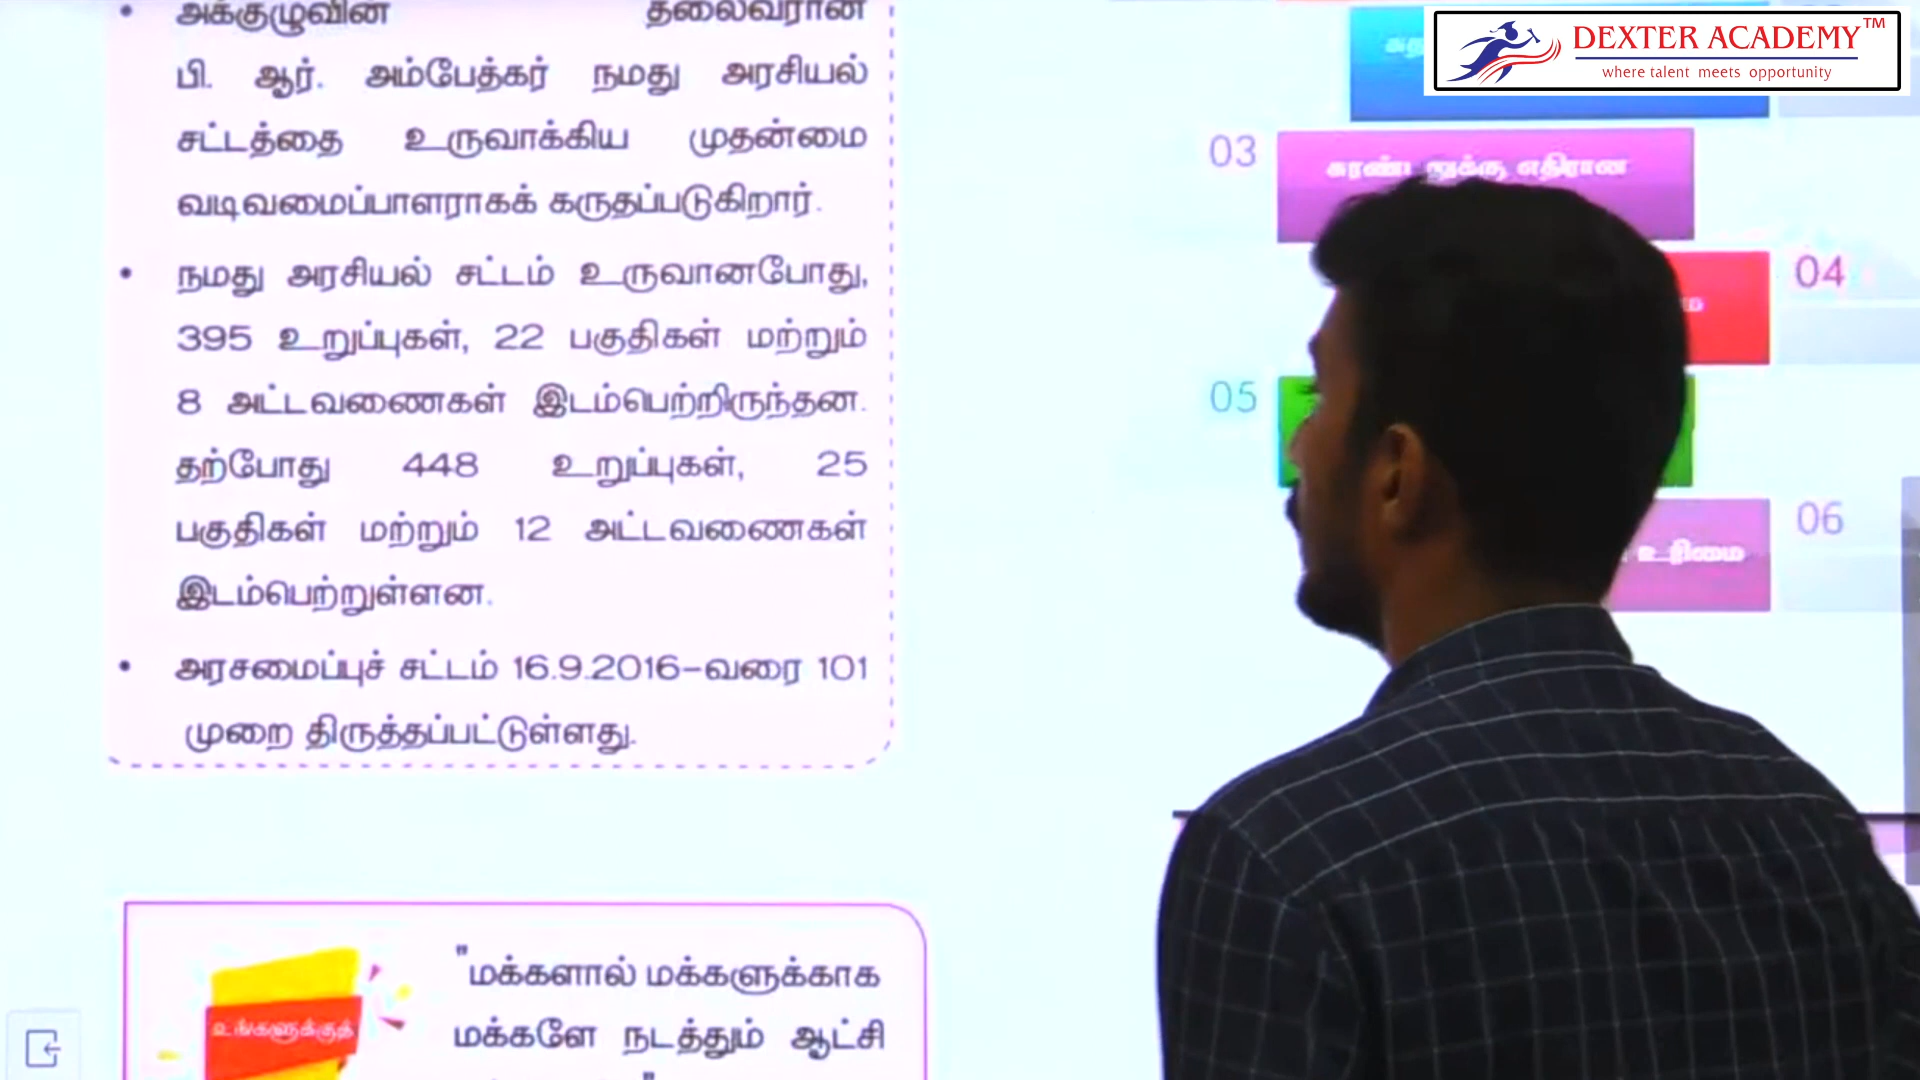 அக்குழுவின் தலைவரான
பி. ஆர். அம்பேத்கர் நமது அரசியல்
சட்டத்தை உருவாக்கிய முதன்மை
வடிவமைப்பாளராகக் கருதப்படுகிறார்.
• நமது அரசியல் சட்டம் உருவானபோது,
395 உறுப்புகள், 22 பகுதிகள் மற்றும்
8 அட்டவணைகள் இடம்பெற்றிருந்தன.
தற்போது 448 உறுப்புகள், 25
பகுதிகள் மற்றும் 12 அட்டவணைகள்
இடம்பெற்றுள்ளன.
• அரசமைப்புச் சட்டம் 16.9.2016-வரை 101
முறை திருத்தப்பட்டுள்ளது.
"மக்களால் மக்களுக்காக
மக்களே நடத்தும் ஆட்சி
உங்களுக்குத்
DEXTER ACADEMY™
where talent meets opportunity
03
எதிரான
04
05
06
உரிமை